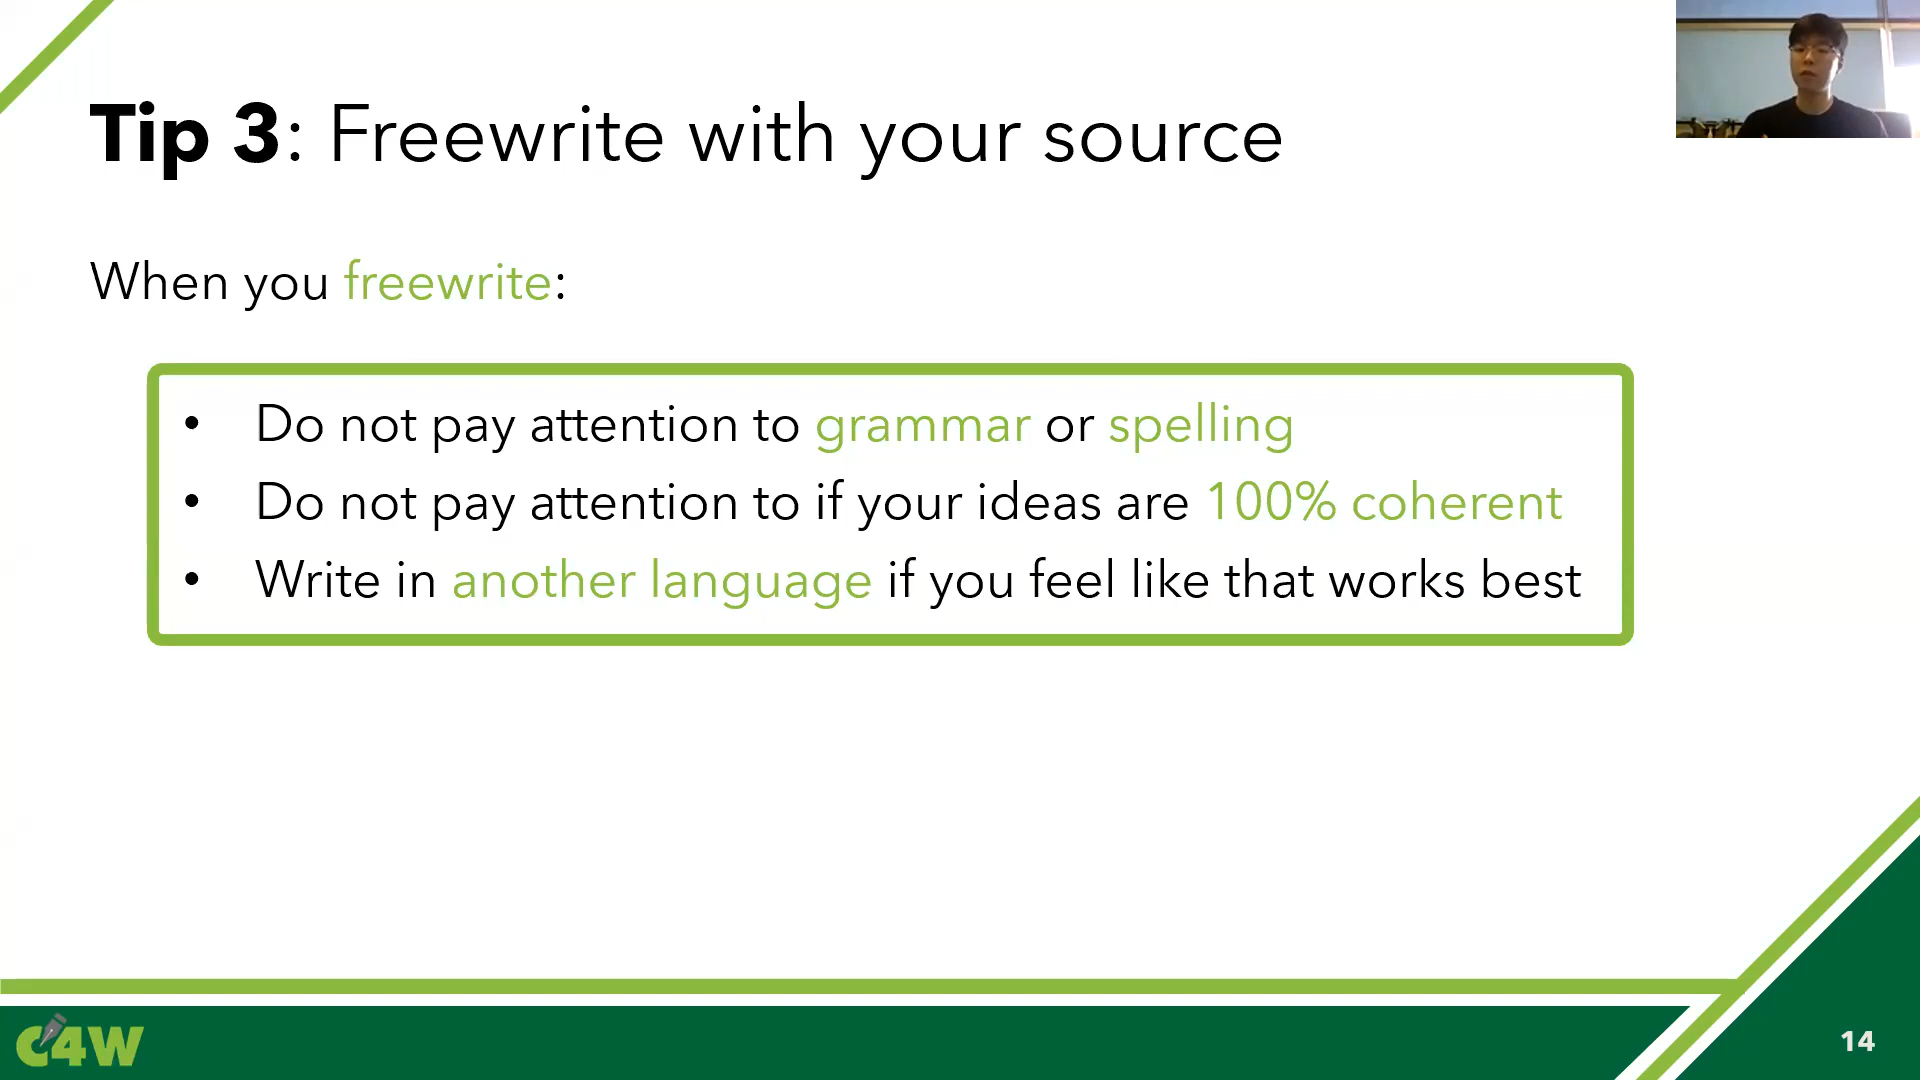 Tip 3: Freewrite with your source
When you freewrite:
• Do not pay attention to grammar or spelling
• Do not pay attention to if your ideas are 100% coherent
• Write in another language if you feel like that works best
C4W
14